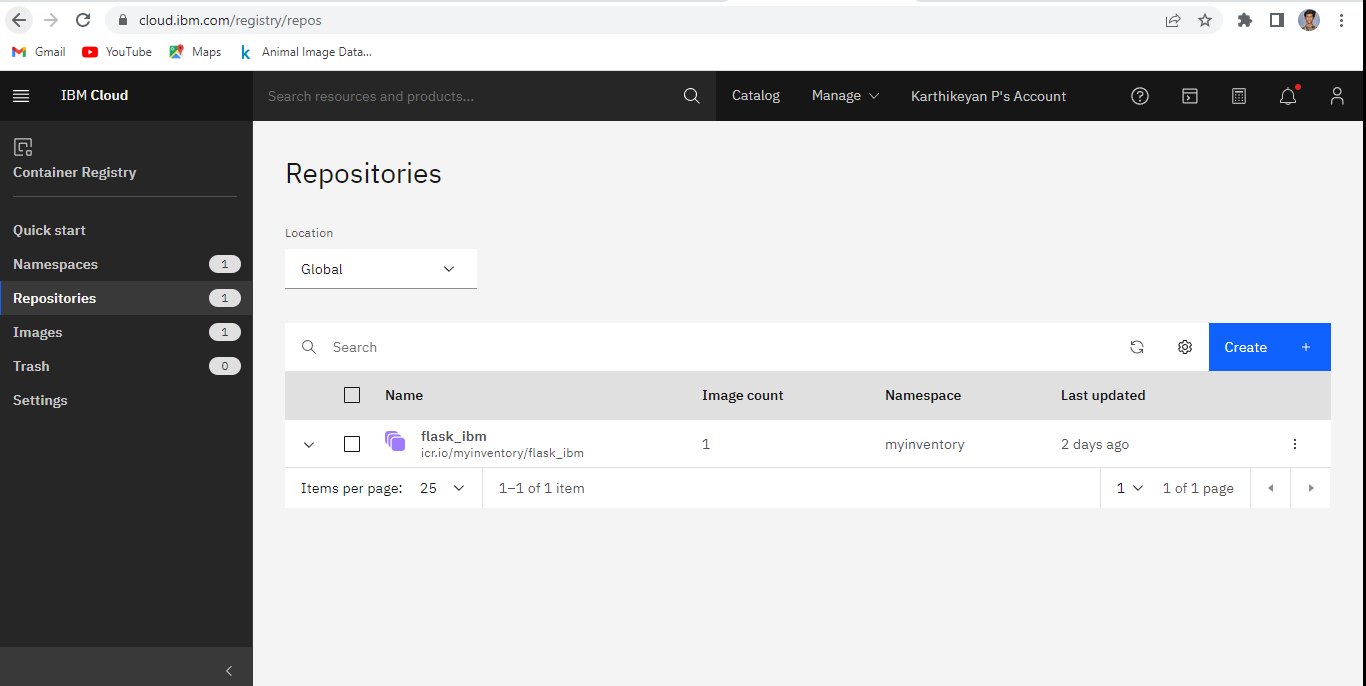 cloud.ibm.com/registry/repos
Gmail YouTube Maps Animal Image Data...
IBM Cloud Search resources and products... Catalog Manage Karthikeyan P's Account
Container Registry
Quick start
Namespaces 1
Repositories 1
Images 1
Trash 0
Settings
Repositories
Location
Global
Search Create +
Name Image count Namespace Last updated
flask_ibm 1 myinventory 2 days ago
icr.io/myinventory/flask_ibm
Items per page: 25 1–1 of 1 item 1 1 of 1 page